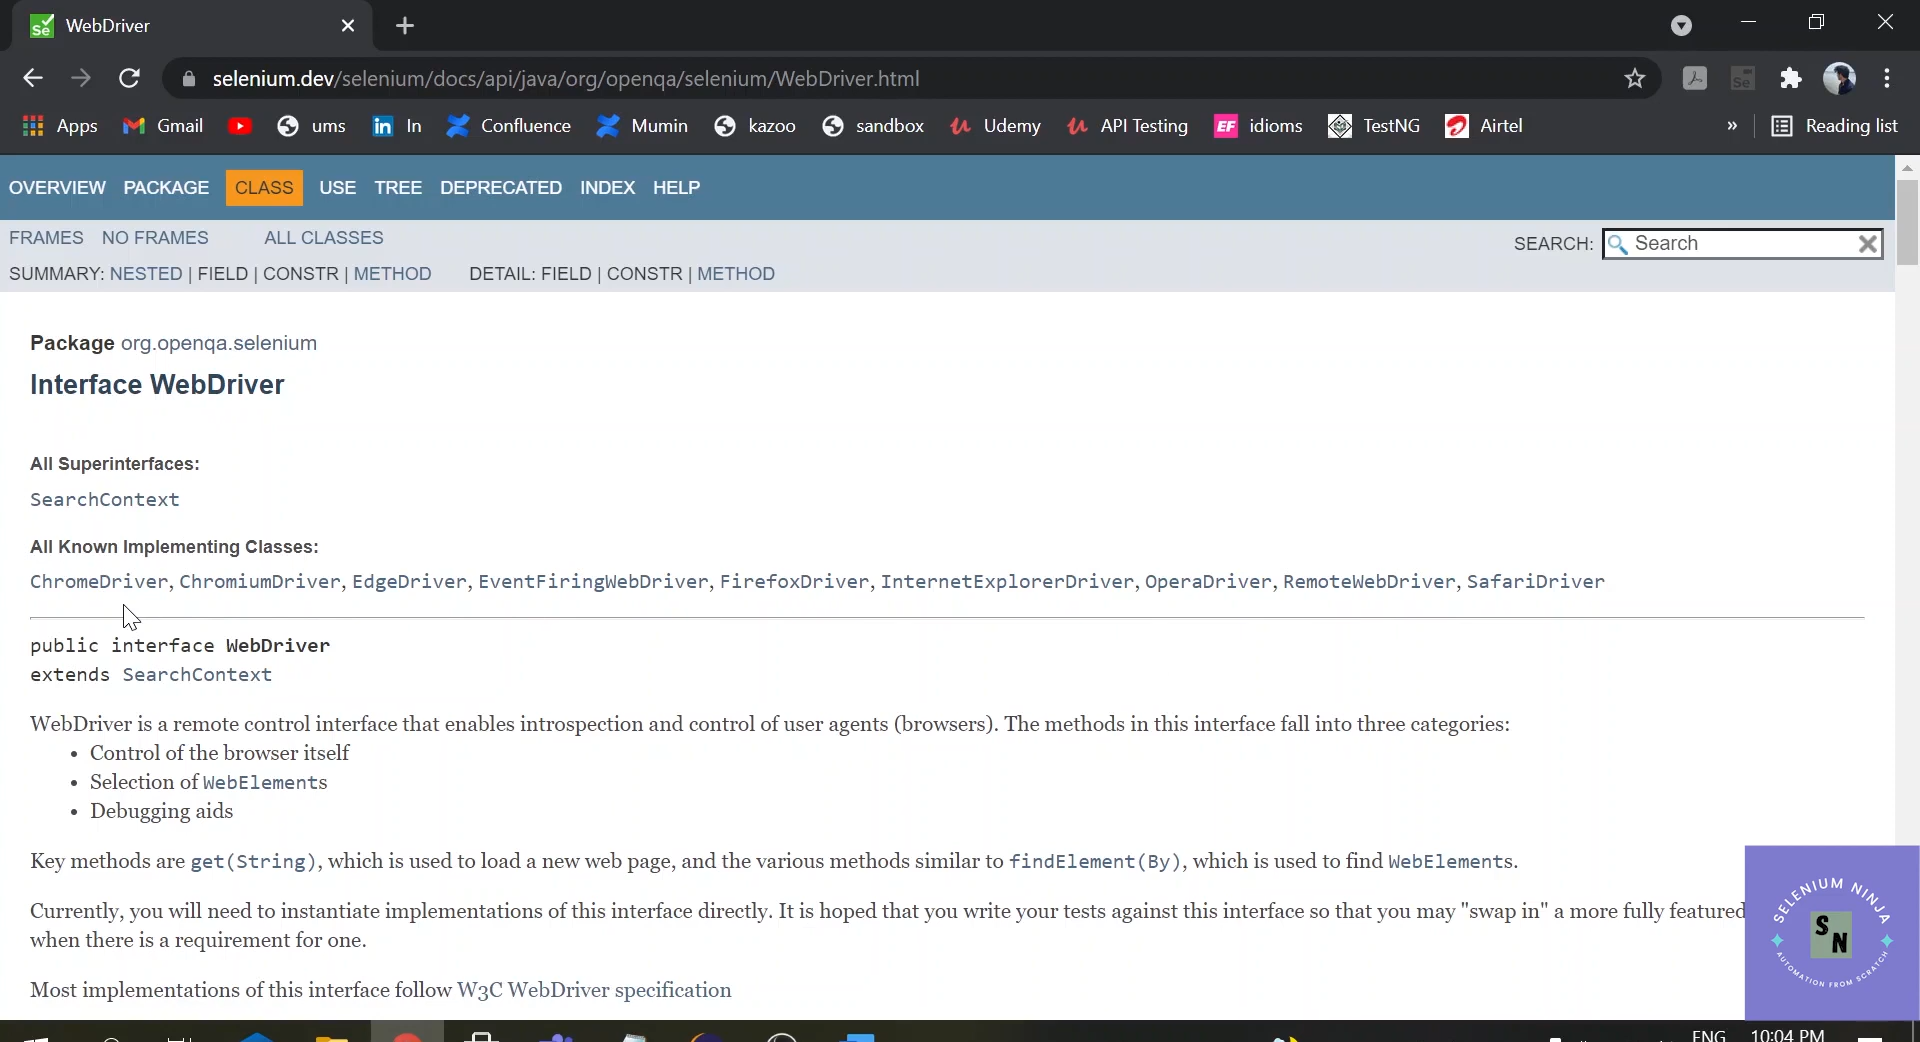 WebDriver
selenium.dev/selenium/docs/api/java/org/openqa/selenium/WebDriver.html
Apps Gmail ums In Confluence Mumin kazoo sandbox Udemy API Testing EF idioms TestNG Airtel » Reading list
OVERVIEW PACKAGE CLASS USE TREE DEPRECATED INDEX HELP
FRAMES NO FRAMES ALL CLASSES
SEARCH: Search
SUMMARY: NESTED | FIELD | CONSTR | METHOD DETAIL: FIELD | CONSTR | METHOD
Package org.openqa.selenium
Interface WebDriver
All Superinterfaces:
SearchContext
All Known Implementing Classes:
ChromeDriver, ChromiumDriver, EdgeDriver, EventFiringWebDriver, FirefoxDriver, InternetExplorerDriver, OperaDriver, RemoteWebDriver, SafariDriver
public interface WebDriver
extends SearchContext
WebDriver is a remote control interface that enables introspection and control of user agents (browsers). The methods in this interface fall into three categories:
• Control of the browser itself
• Selection of WebElements
• Debugging aids
Key methods are get(String), which is used to load a new web page, and the various methods similar to findElement(By), which is used to find WebElements.
Currently, you will need to instantiate implementations of this interface directly. It is hoped that you write your tests against this interface so that you may "swap in" a more fully featured
when there is a requirement for one.
Most implementations of this interface follow W3C WebDriver specification
SELENIUM NINJA
SN
AUTOMATION FROM SCRATCH
ENG 10:04 PM